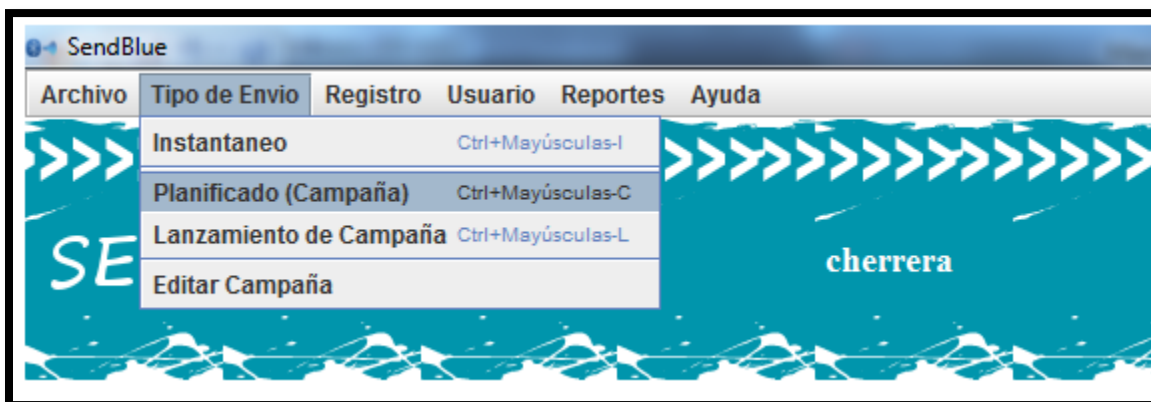 SendBlue
Archivo Tipo de Envio Registro Usuario Reportes Ayuda
Instantaneo Ctrl+Mayúsculas-I
Planificado (Campaña) Ctrl+Mayúsculas-C
Lanzamiento de Campaña Ctrl+Mayúsculas-L
Editar Campaña
SE
cherrera